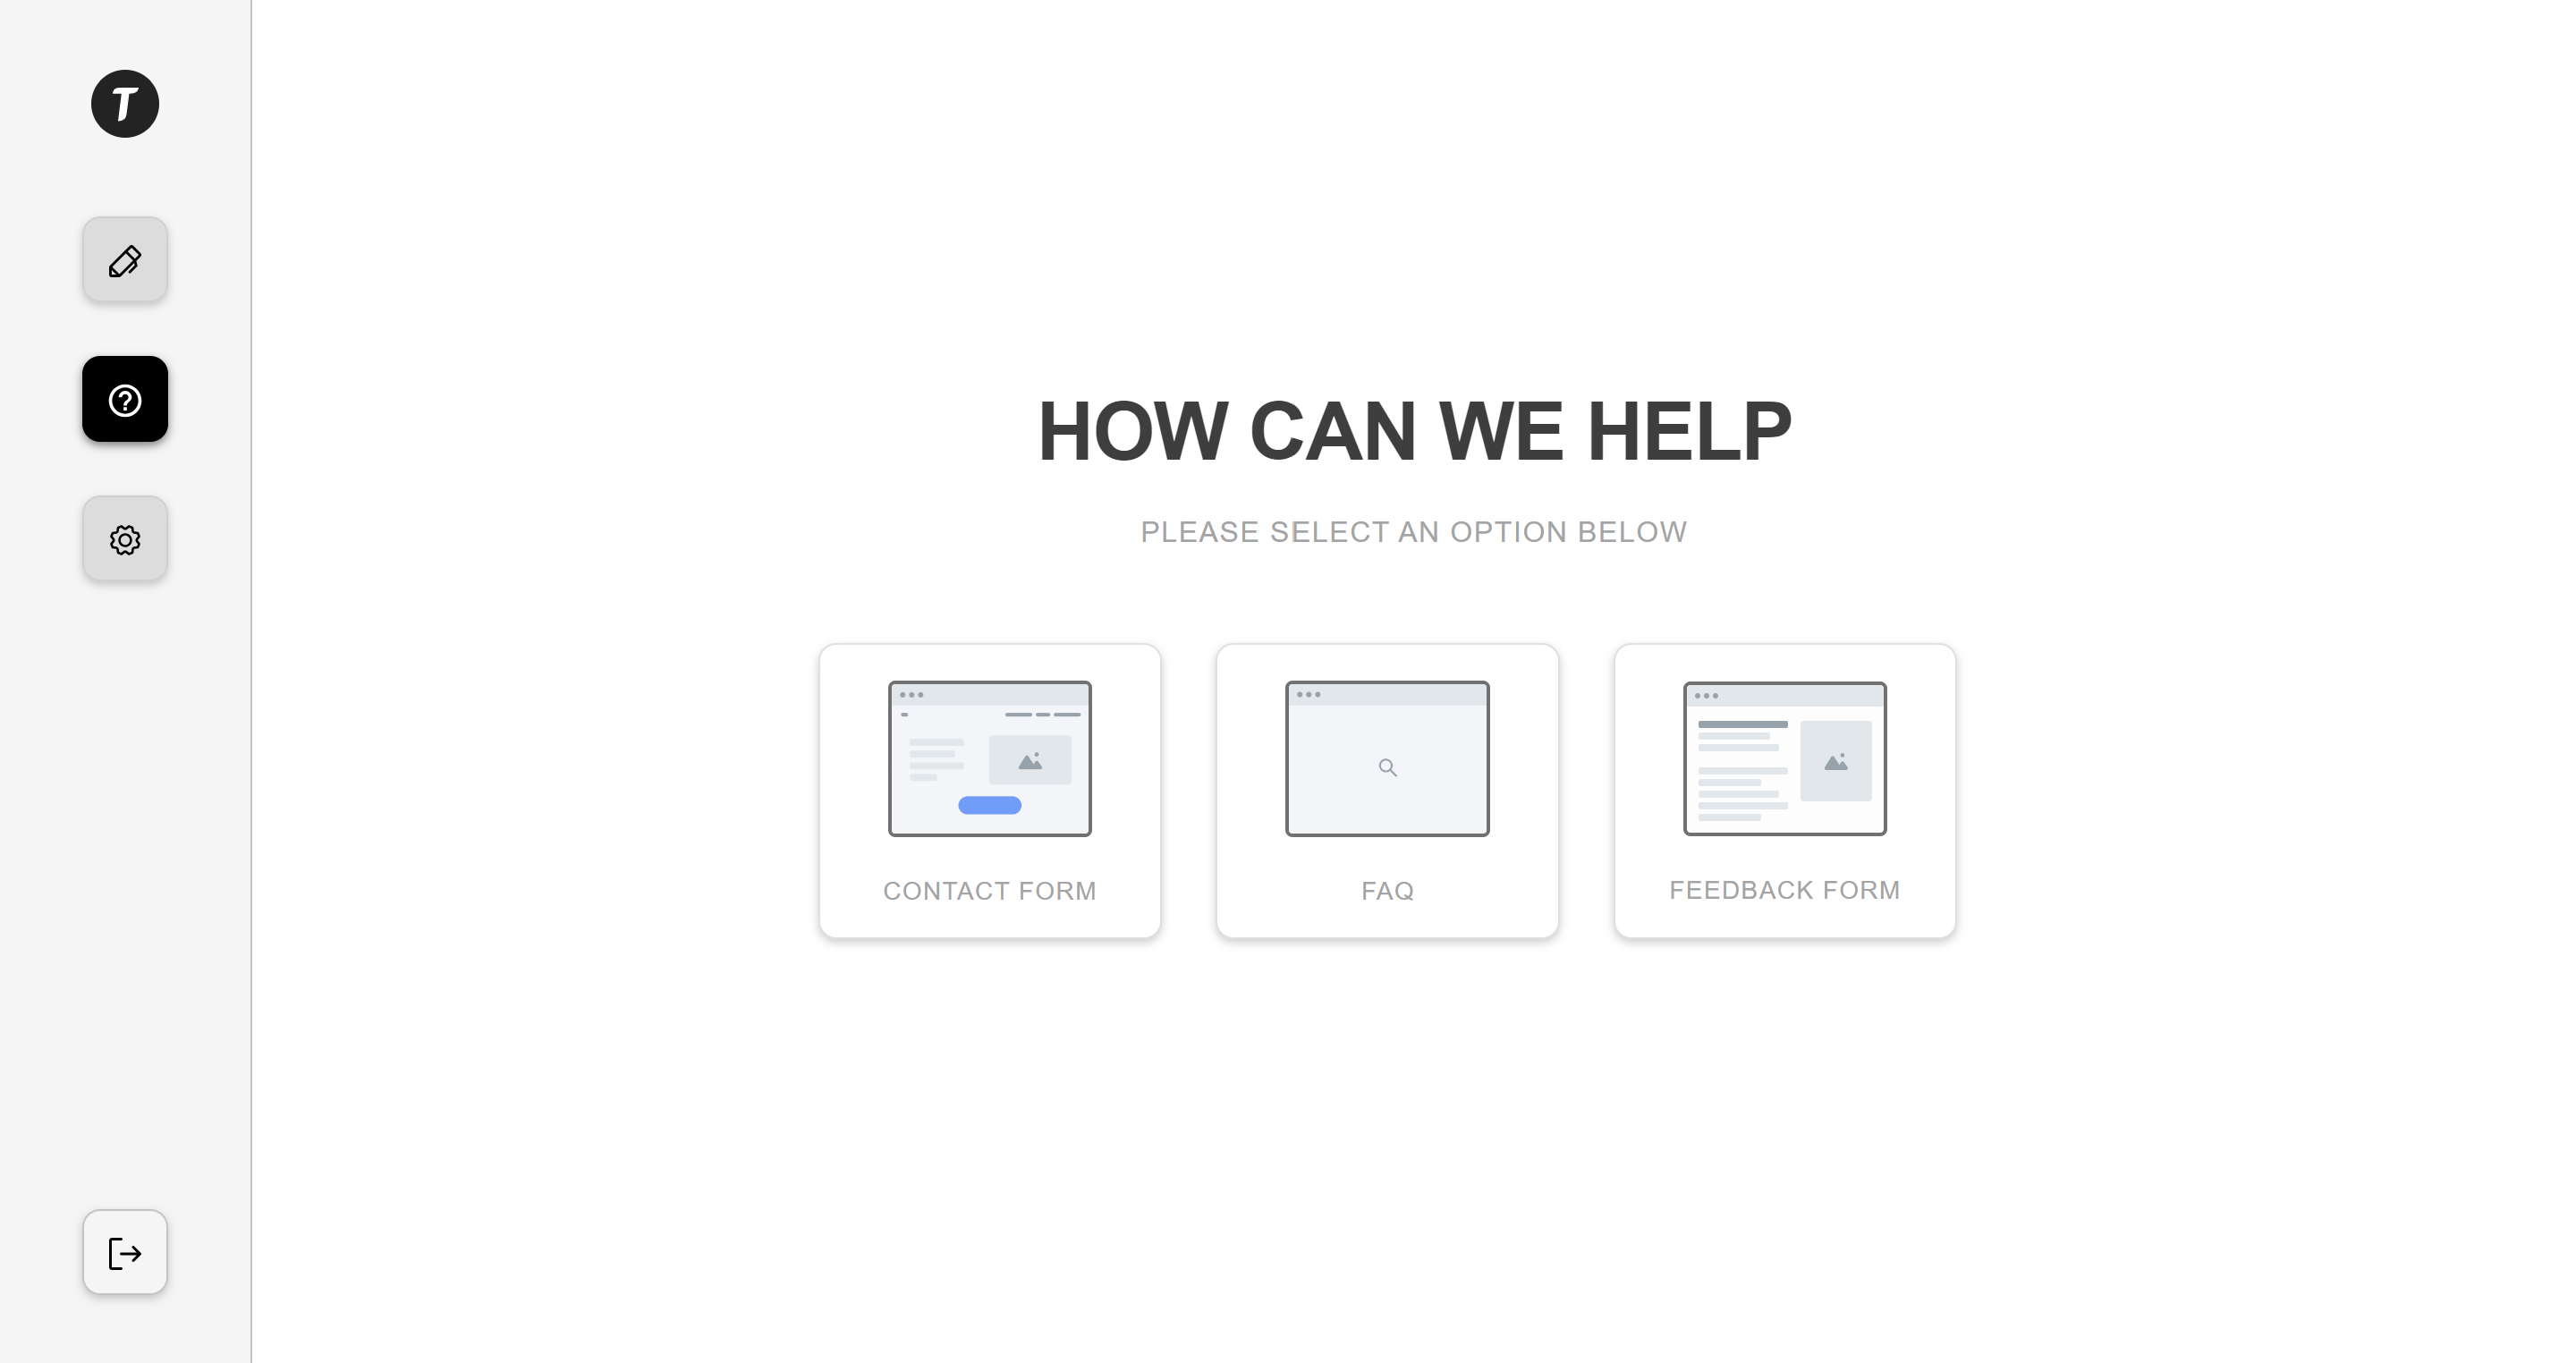 T
HOW CAN WE HELP
PLEASE SELECT AN OPTION BELOW
CONTACT FORM
FAQ
FEEDBACK FORM